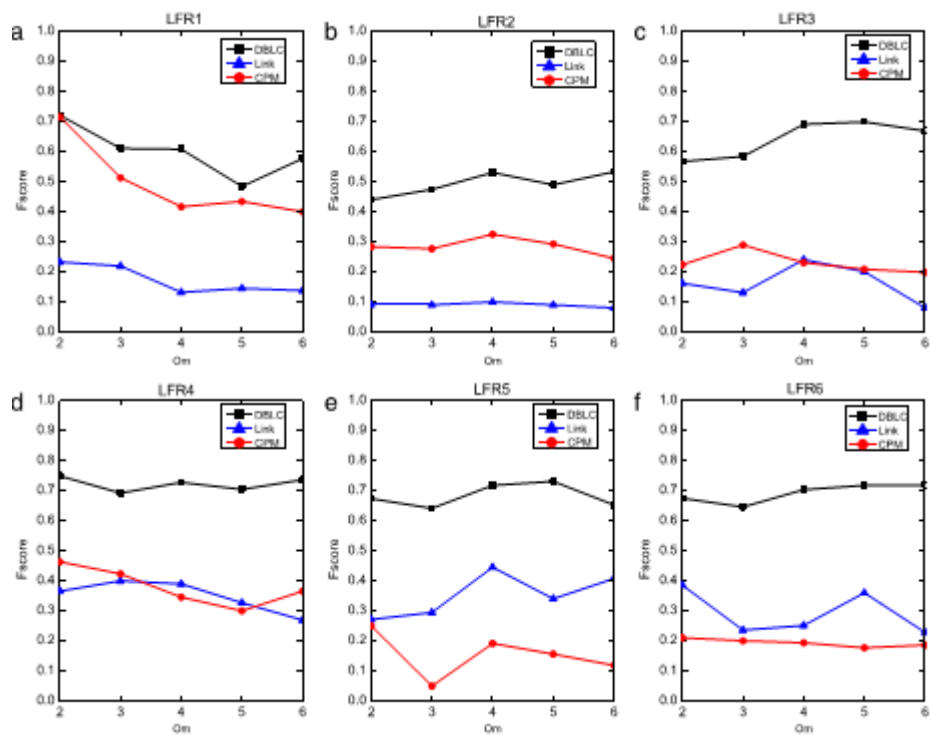 a
LFR1
1.0
0.9
0.8
0.7
0.6
0.5
0.4
0.3
0.2
0.1
0.0
Fscore
2 3 4 5 6
Om
DBLC
Link
CPM
b
LFR2
1.0
0.9
0.8
0.7
0.6
0.5
0.4
0.3
0.2
0.1
0.0
Fscore
2 3 4 5 6
Om
DBLC
Link
CPM
c
LFR3
1.0
0.9
0.8
0.7
0.6
0.5
0.4
0.3
0.2
0.1
0.0
Fscore
2 3 4 5 6
Om
DBLC
Link
CPM
d
LFR4
1.0
0.9
0.8
0.7
0.6
0.5
0.4
0.3
0.2
0.1
0.0
Fscore
2 3 4 5 6
Om
DBLC
Link
CPM
e
LFR5
1.0
0.9
0.8
0.7
0.6
0.5
0.4
0.3
0.2
0.1
0.0
Fscore
2 3 4 5 6
Om
DBLC
Link
CPM
f
LFR6
1.0
0.9
0.8
0.7
0.6
0.5
0.4
0.3
0.2
0.1
0.0
Fscore
2 3 4 5 6
Om
DBLC
Link
CPM